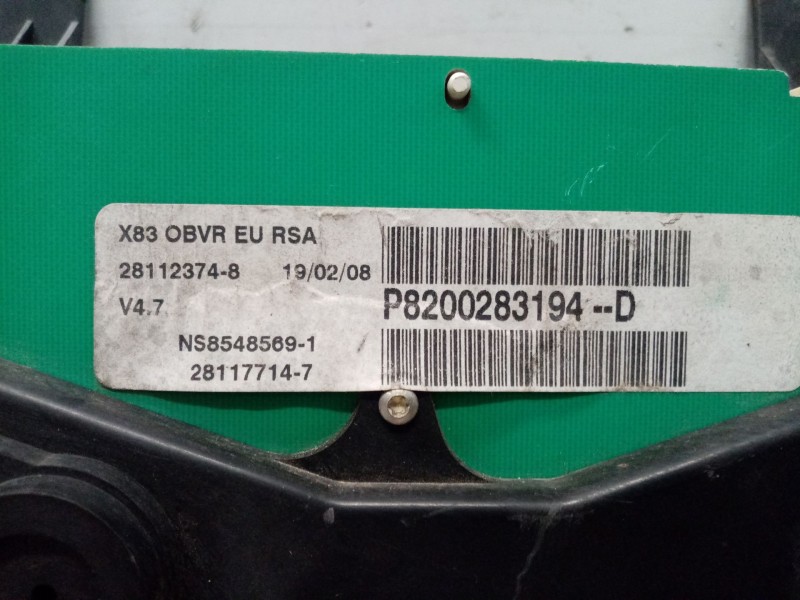 X83 OBVR EU RSA
28112374-8 19/02/08
V4.7
P8200283194--D
NS8548569-1
28117714-7